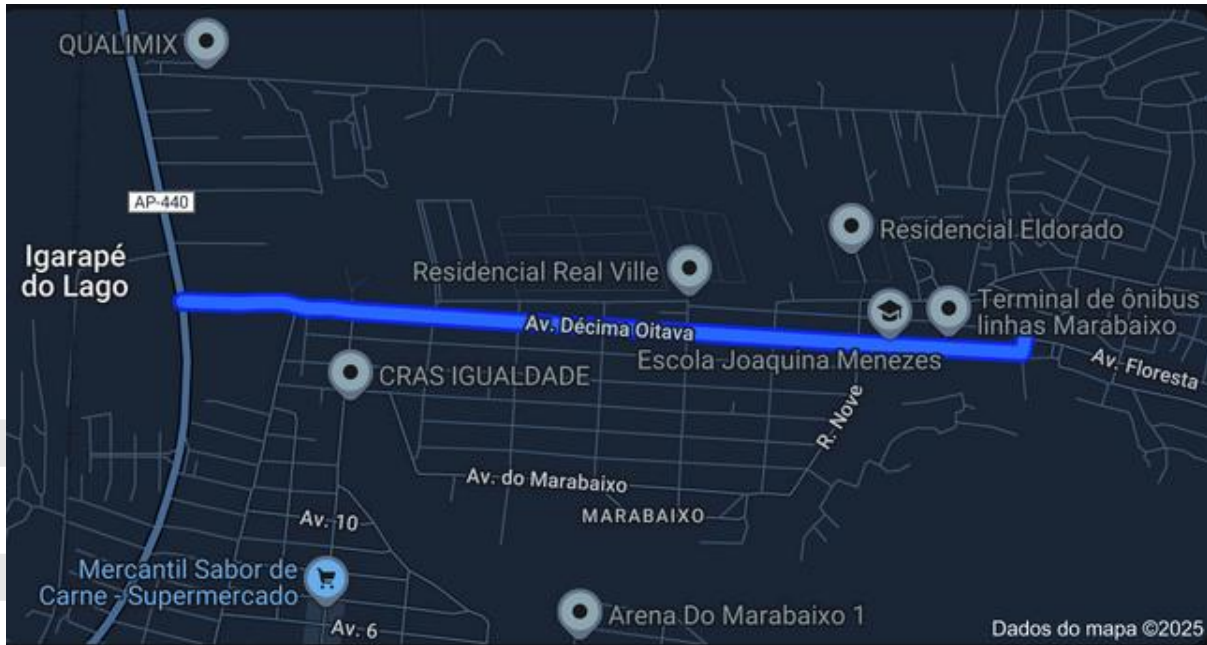 QUALIMIX
AP-440
Igarapé
do Lago
Residencial Eldorado
Residencial Real Ville
Terminal de ônibus
linhas Marabaixo
Av. Décima Oitava
Escola Joaquina Menezes
Av. Floresta
CRAS IGUALDADE
R. Nove
Av. do Marabaixo
MARABAIXO
Av. 10
Mercantil Sabor de
Carne - Supermercado
Arena Do Marabaixo 1
Av. 6
Dados do mapa ©2025